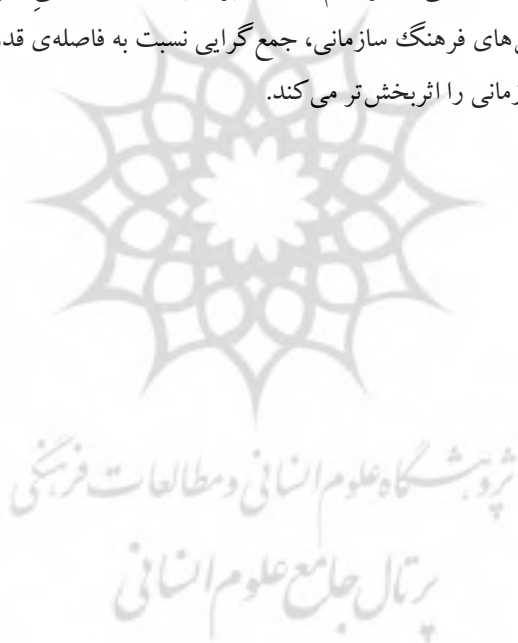 های فرهنگ سازمانی، جمع‌گرایی نسبت به فاصله‌ی
زمانی را اثربخش‌تر می‌کند.
پژوهشگاه علوم انسانی و مطالعات فرهنگی
پرتال جامع علوم انسانی